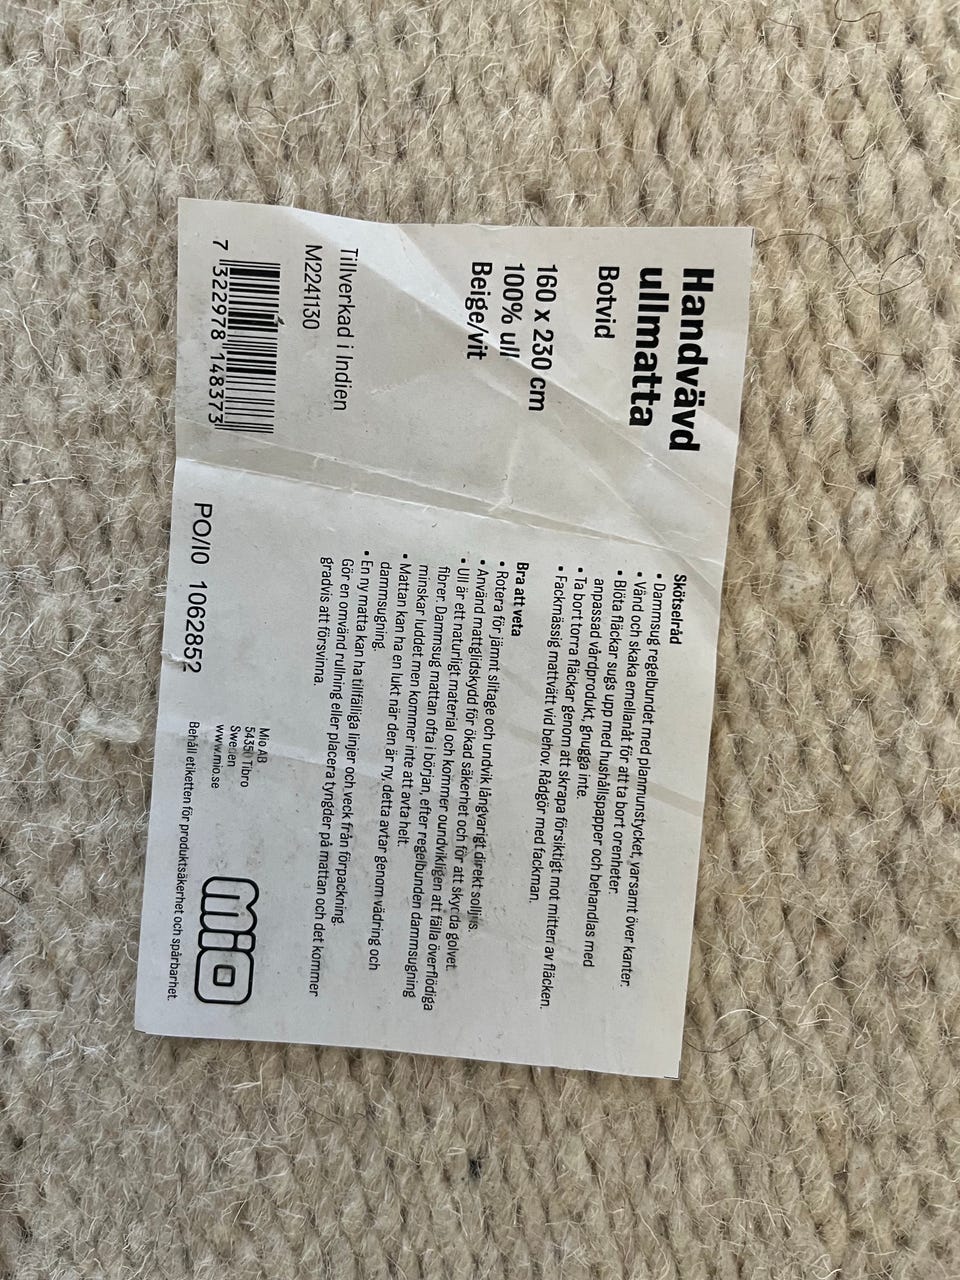 Handvävd
ullmatta
Botvid
160 x 230 cm
100% ull
Beige/vit
Tillverkad i Indien
M2241130
7 322978 148373
Skötselråd
• Dammsug regelbundet med plammunstycket, varsamt över kanter.
• Vänd och skaka emellanåt för att ta bort orenheter.
• Blöta fläckar sugs upp med hushållspapper och behandlas med
anpassad vårdprodukt, gnugga inte.
• Ta bort torra fläckar genom att skrapa försiktigt mot mitten av fläcken.
• Fackmässig mattvätt vid behov. Rådgör med fackman.
Bra att veta
• Rotera för jämnt slitage och undvik långvarigt direkt solljus.
• Använd mattglidskydd för ökad säkerhet och för att skydda golvet.
• Ull är ett naturligt material och kommer oundvikligen att fälla överflödiga
fibrer. Dammsug mattan ofta i början, efter regelbunden dammsugning
minskar luddet men kommer inte att avta helt.
• Mattan kan ha en lukt när den är ny, detta avtar genom vädring och
dammsugning.
• En ny matta kan ha tillfälliga linjer och veck från förpackning.
Gör en omvänd rullning eller placera tyngder på mattan och det kommer
gradvis att försvinna.
PO/IO 1062852
Mio AB
54350 Tibro
Sweden
www.mio.se
mio
Behåll etiketten för produktsäkerhet och spårbarhet.